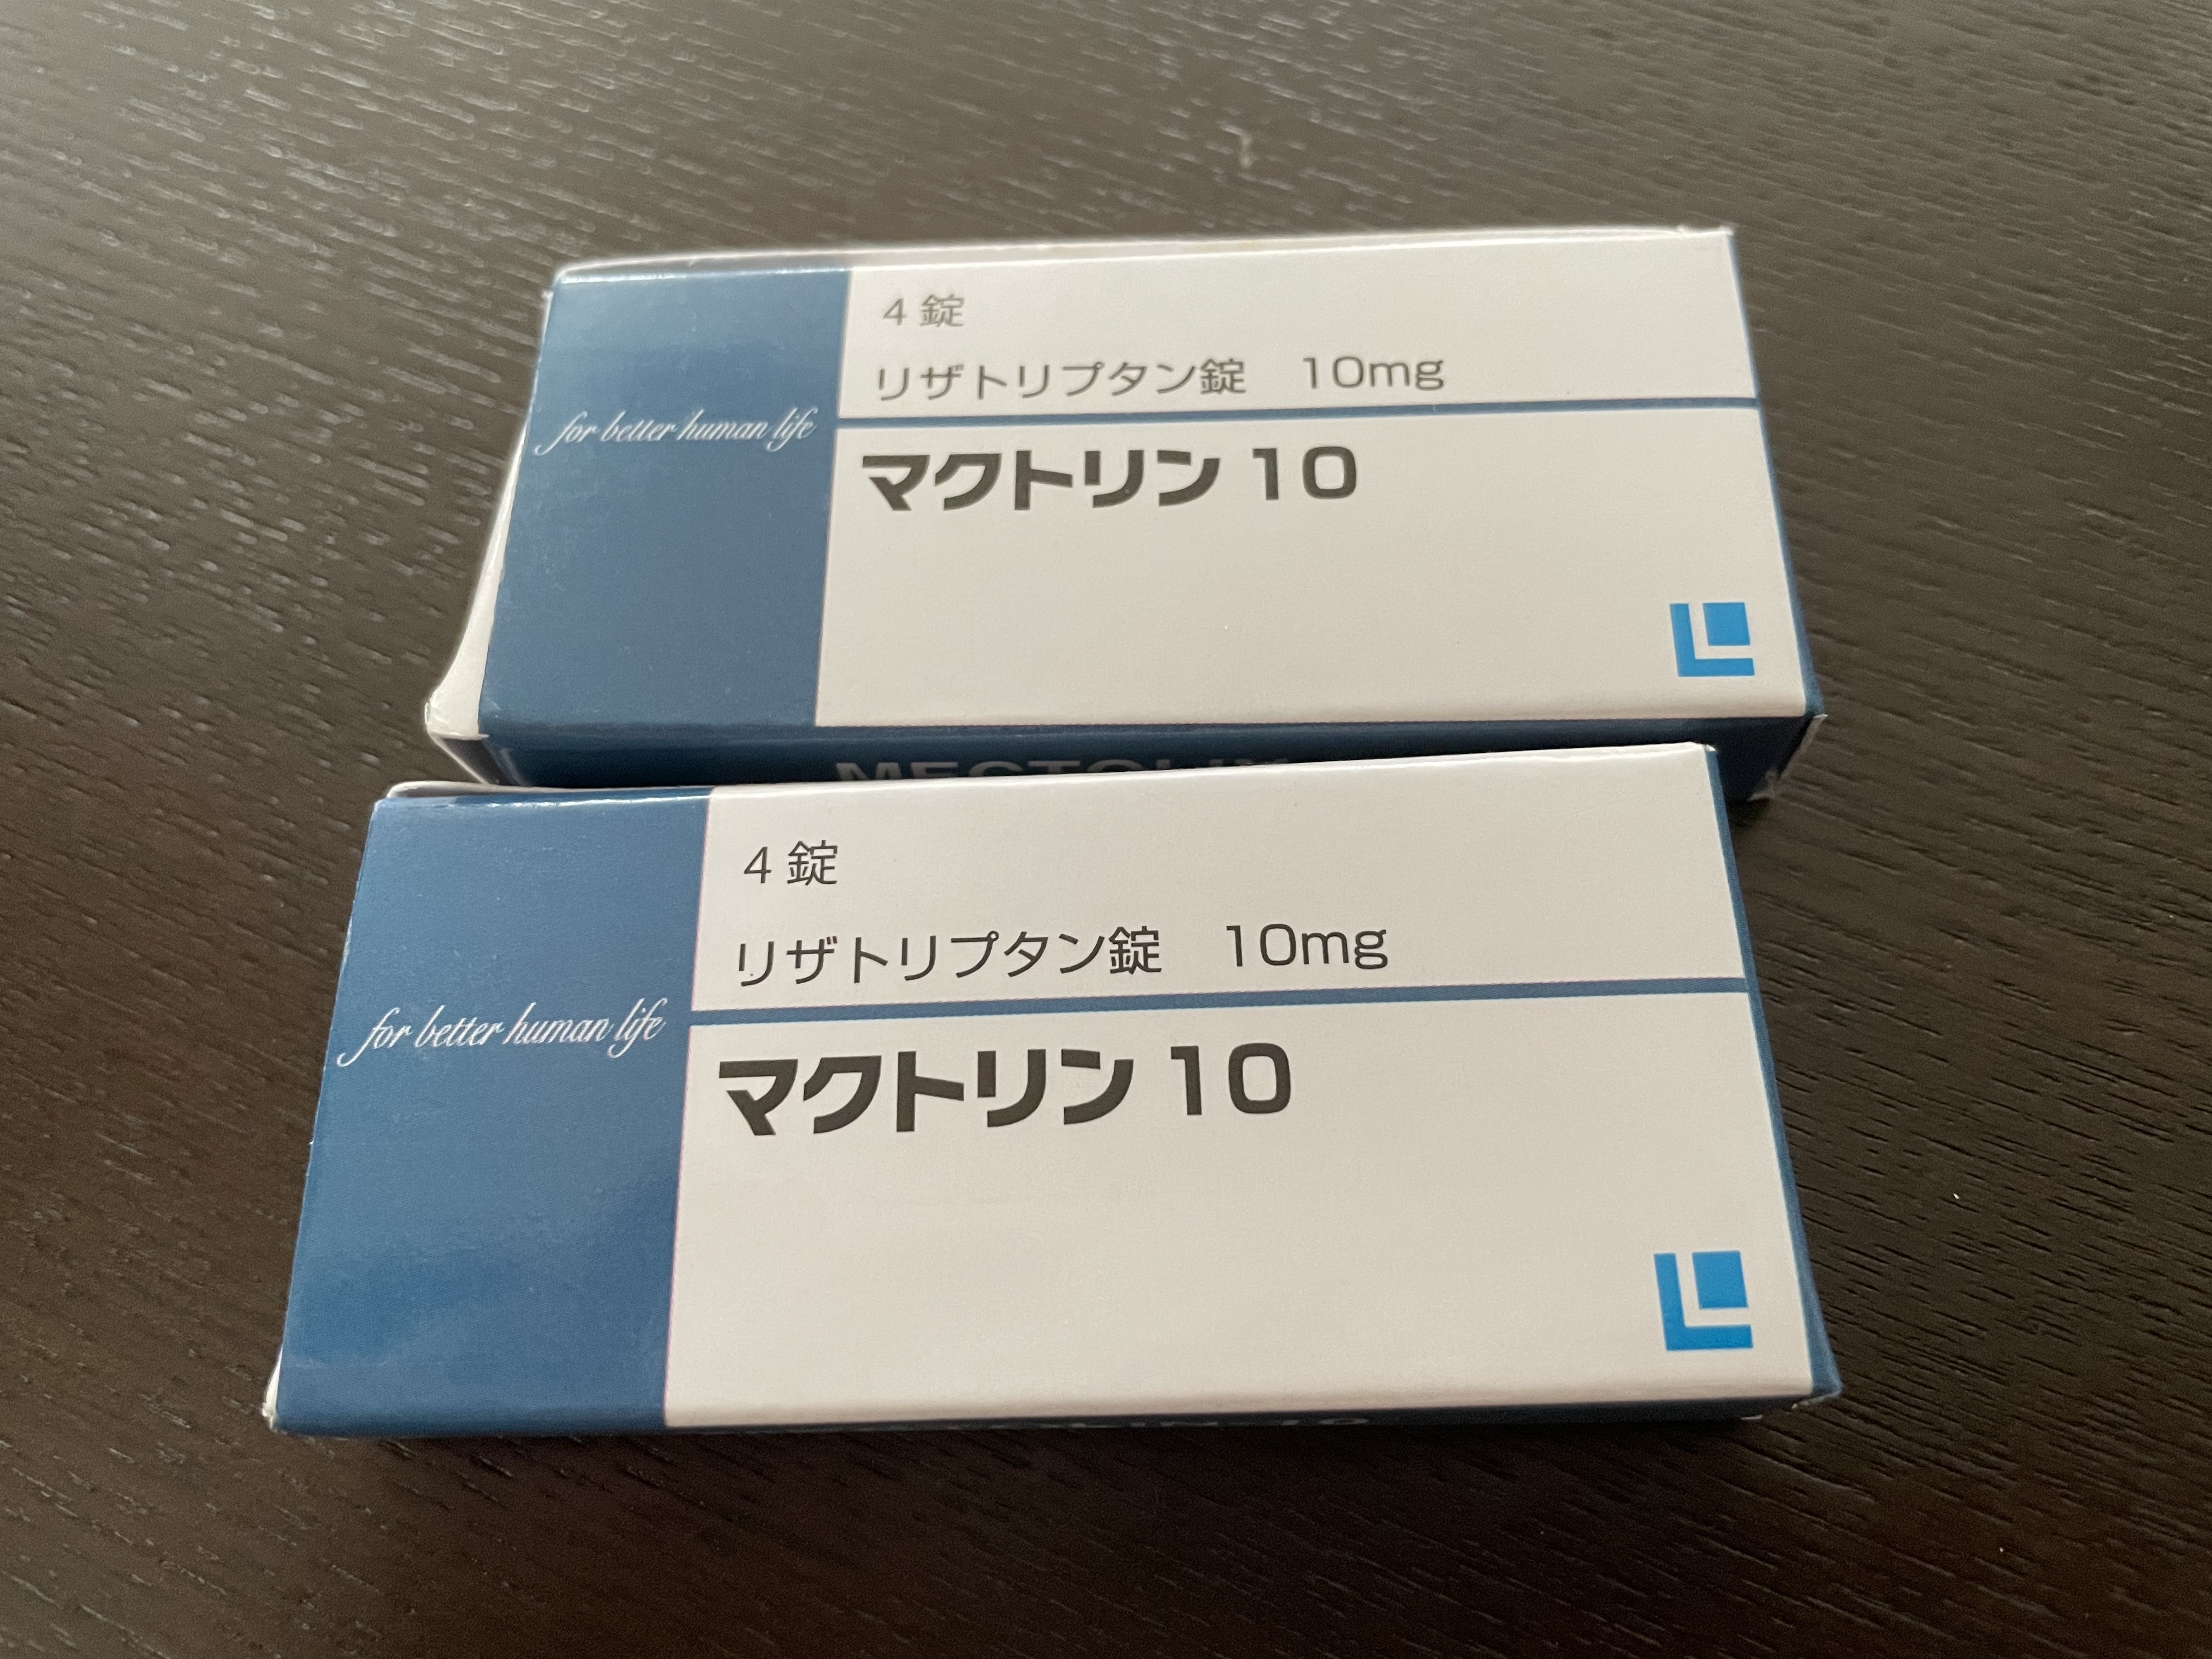 4 錠
リザトリプタン錠 10mg
for better human life
マクトリン 10
4 錠
リザトリプタン錠 10mg
for better human life
マクトリン 10